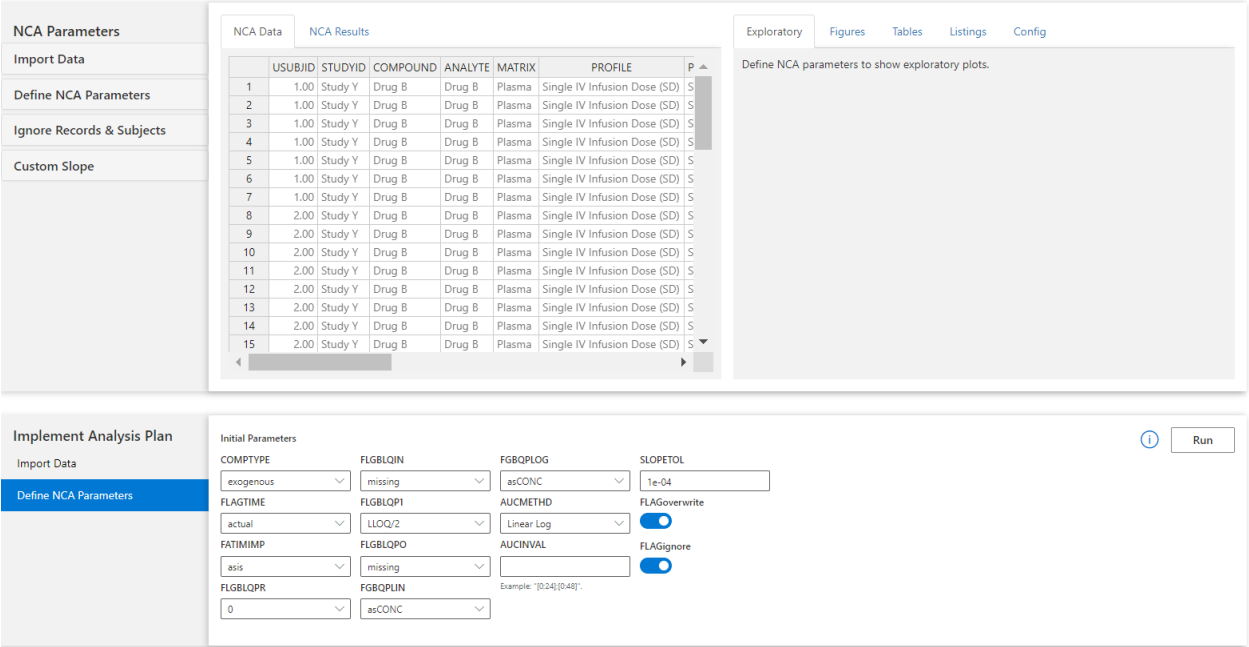 NCA Parameters
Import Data
Define NCA Parameters
Ignore Records & Subjects
Custom Slope
NCA Data NCA Results
USUBJID STUDYID COMPOUND ANALYTE MATRIX PROFILE P
1 1.00 Study Y Drug B Drug B Plasma Single IV Infusion Dose (SD) S
2 1.00 Study Y Drug B Drug B Plasma Single IV Infusion Dose (SD) S
3 1.00 Study Y Drug B Drug B Plasma Single IV Infusion Dose (SD) S
4 1.00 Study Y Drug B Drug B Plasma Single IV Infusion Dose (SD) S
5 1.00 Study Y Drug B Drug B Plasma Single IV Infusion Dose (SD) S
6 1.00 Study Y Drug B Drug B Plasma Single IV Infusion Dose (SD) S
7 1.00 Study Y Drug B Drug B Plasma Single IV Infusion Dose (SD) S
8 2.00 Study Y Drug B Drug B Plasma Single IV Infusion Dose (SD) S
9 2.00 Study Y Drug B Drug B Plasma Single IV Infusion Dose (SD) S
10 2.00 Study Y Drug B Drug B Plasma Single IV Infusion Dose (SD) S
11 2.00 Study Y Drug B Drug B Plasma Single IV Infusion Dose (SD) S
12 2.00 Study Y Drug B Drug B Plasma Single IV Infusion Dose (SD) S
13 2.00 Study Y Drug B Drug B Plasma Single IV Infusion Dose (SD) S
14 2.00 Study Y Drug B Drug B Plasma Single IV Infusion Dose (SD) S
15 2.00 Study Y Drug B Drug B Plasma Single IV Infusion Dose (SD) S
Exploratory Figures Tables Listings Config
Define NCA parameters to show exploratory plots.
Implement Analysis Plan
Import Data
Define NCA Parameters
Initial Parameters
Run
COMPTYPE FLGBLQIN FGBQPLOG SLOPETOL
exogenous missing asCONC 1e-04
FLAGTIME FLGBLQP1 AUCMETHD FLAGoverwrite
actual LLOQ/2 Linear Log
FATIMIMP FLGBLQPO AUCINVAL FLAGignore
asis missing
FLGBLQPR FGBQPLIN Example: "[0:24];[0:48]".
0 asCONC